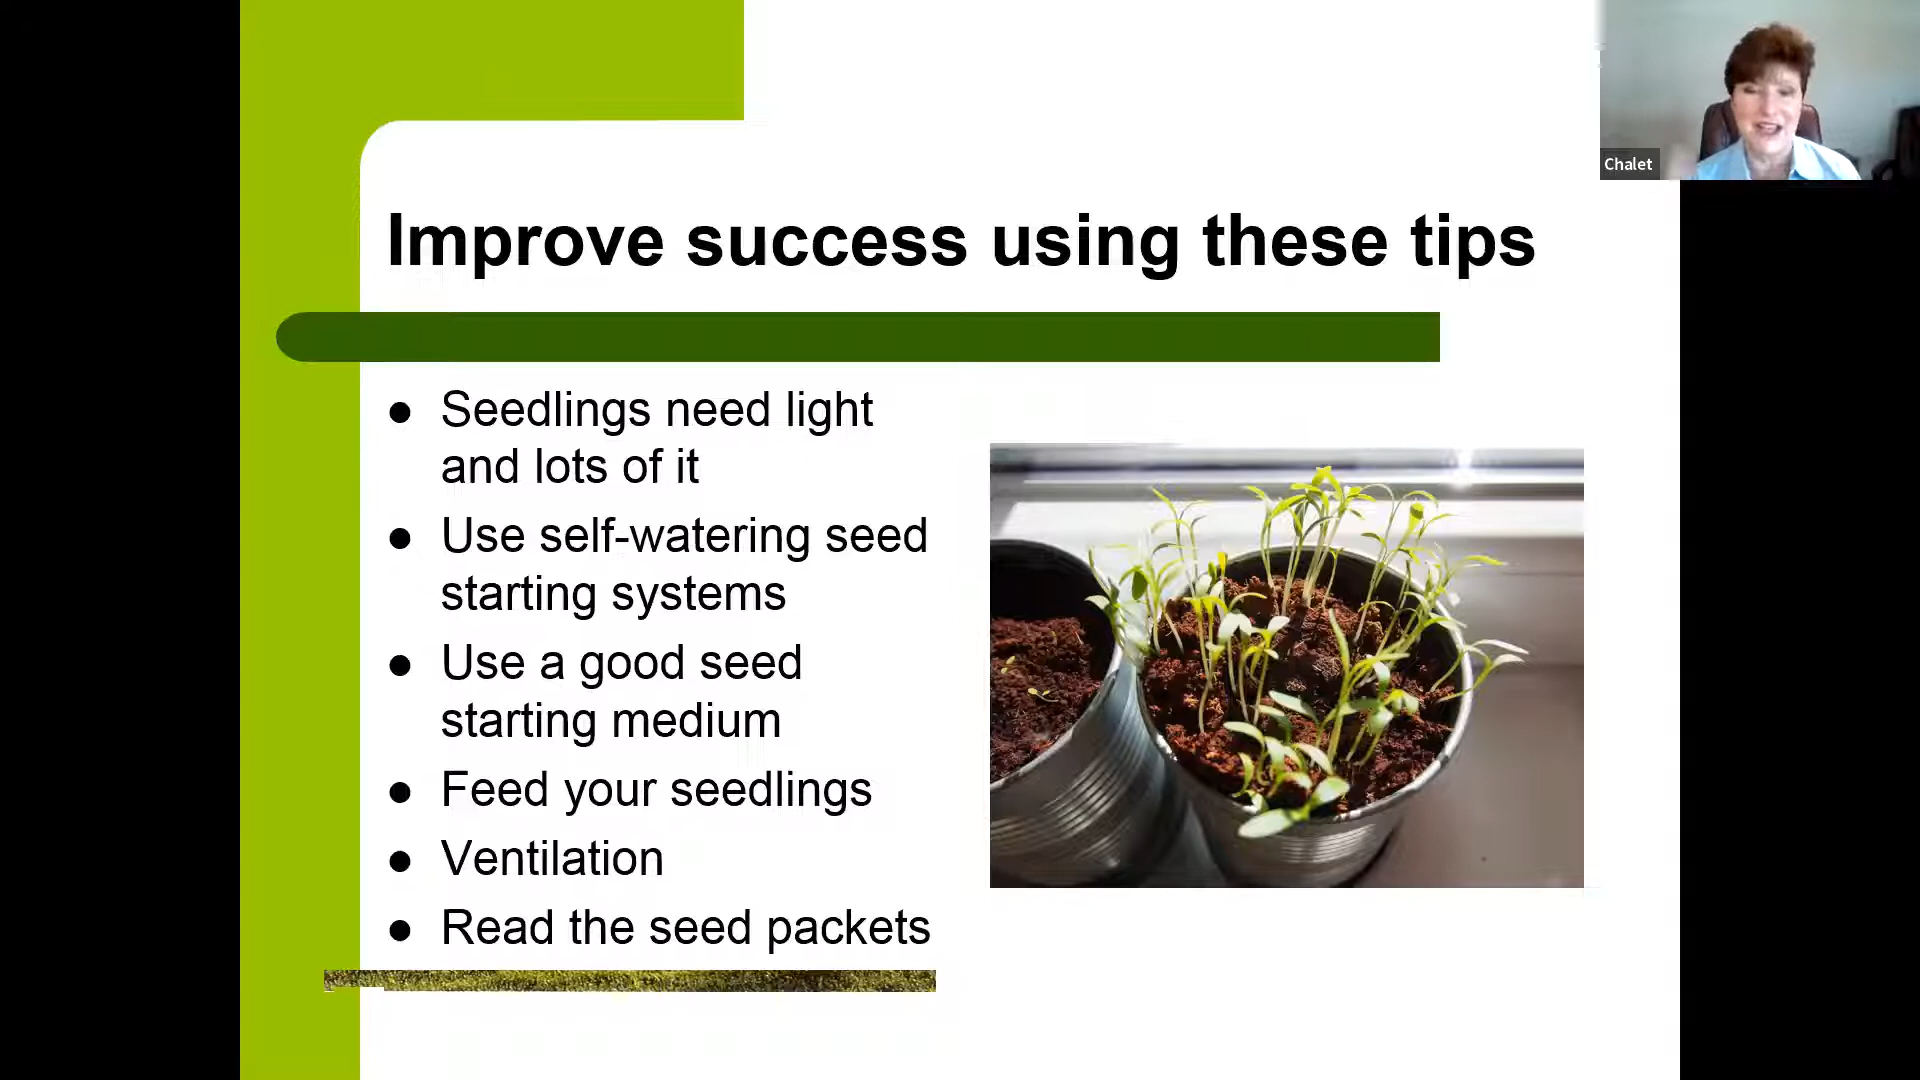 Chalet
Improve success using these tips
Seedlings need light
and lots of it
Use self-watering seed
starting systems
Use a good seed
starting medium
Feed your seedlings
Ventilation
Read the seed packets